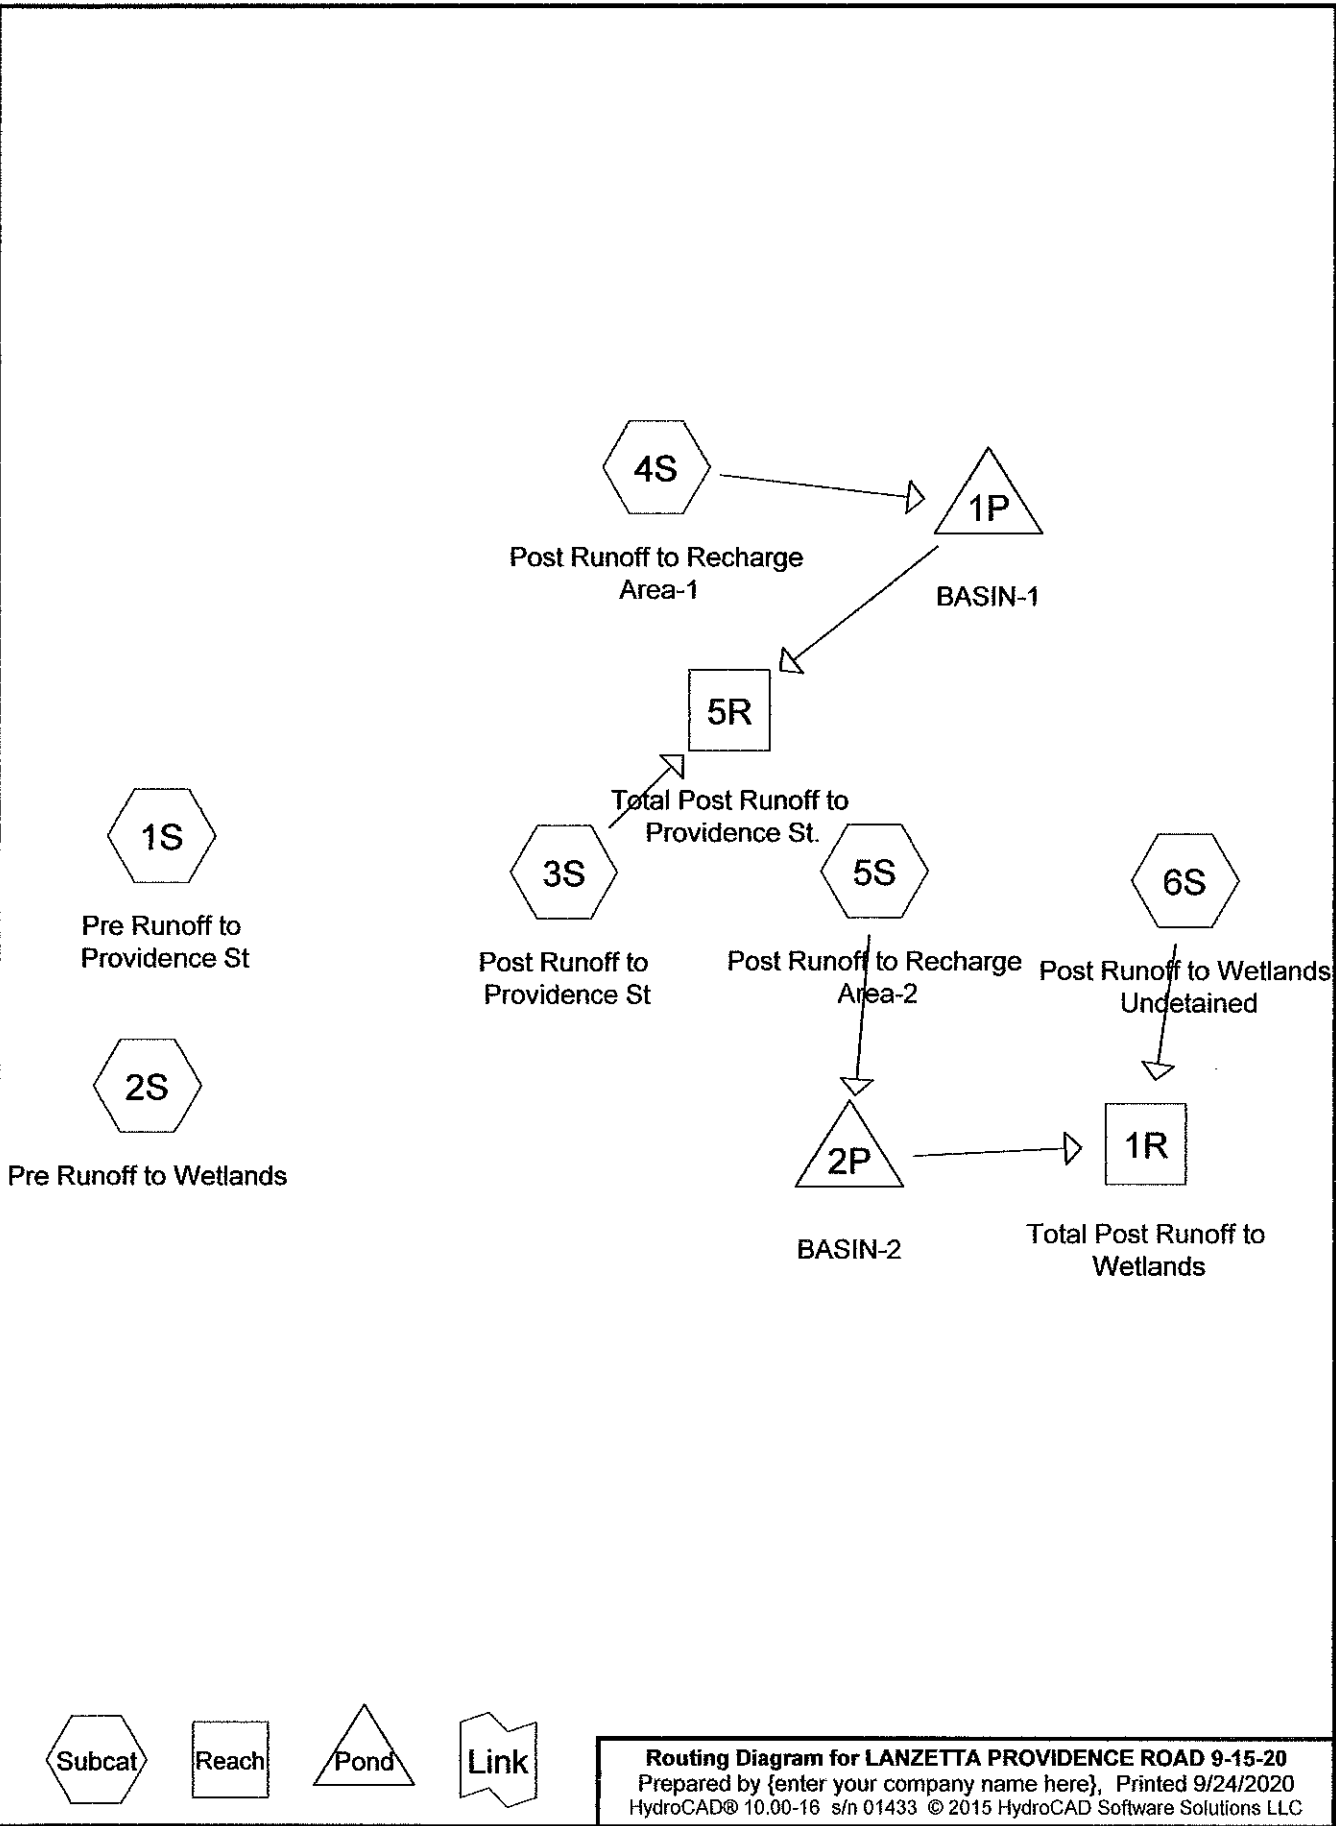 4S
1P
Post Runoff to Recharge
Area-1
BASIN-1
5R
Total Post Runoff to
Providence St.
1S
Pre Runoff to
Providence St
3S
Post Runoff to
Providence St
5S
Post Runoff to Recharge
Area-2
6S
Post Runoff to Wetlands
Undetained
2S
Pre Runoff to Wetlands
2P
BASIN-2
1R
Total Post Runoff to
Wetlands
Subcat
Reach
Pond
Link
Routing Diagram for LANZETTA PROVIDENCE ROAD 9-15-20
Prepared by {enter your company name here}, Printed 9/24/2020
HydroCAD® 10.00-16 s/n 01433 © 2015 HydroCAD Software Solutions LLC